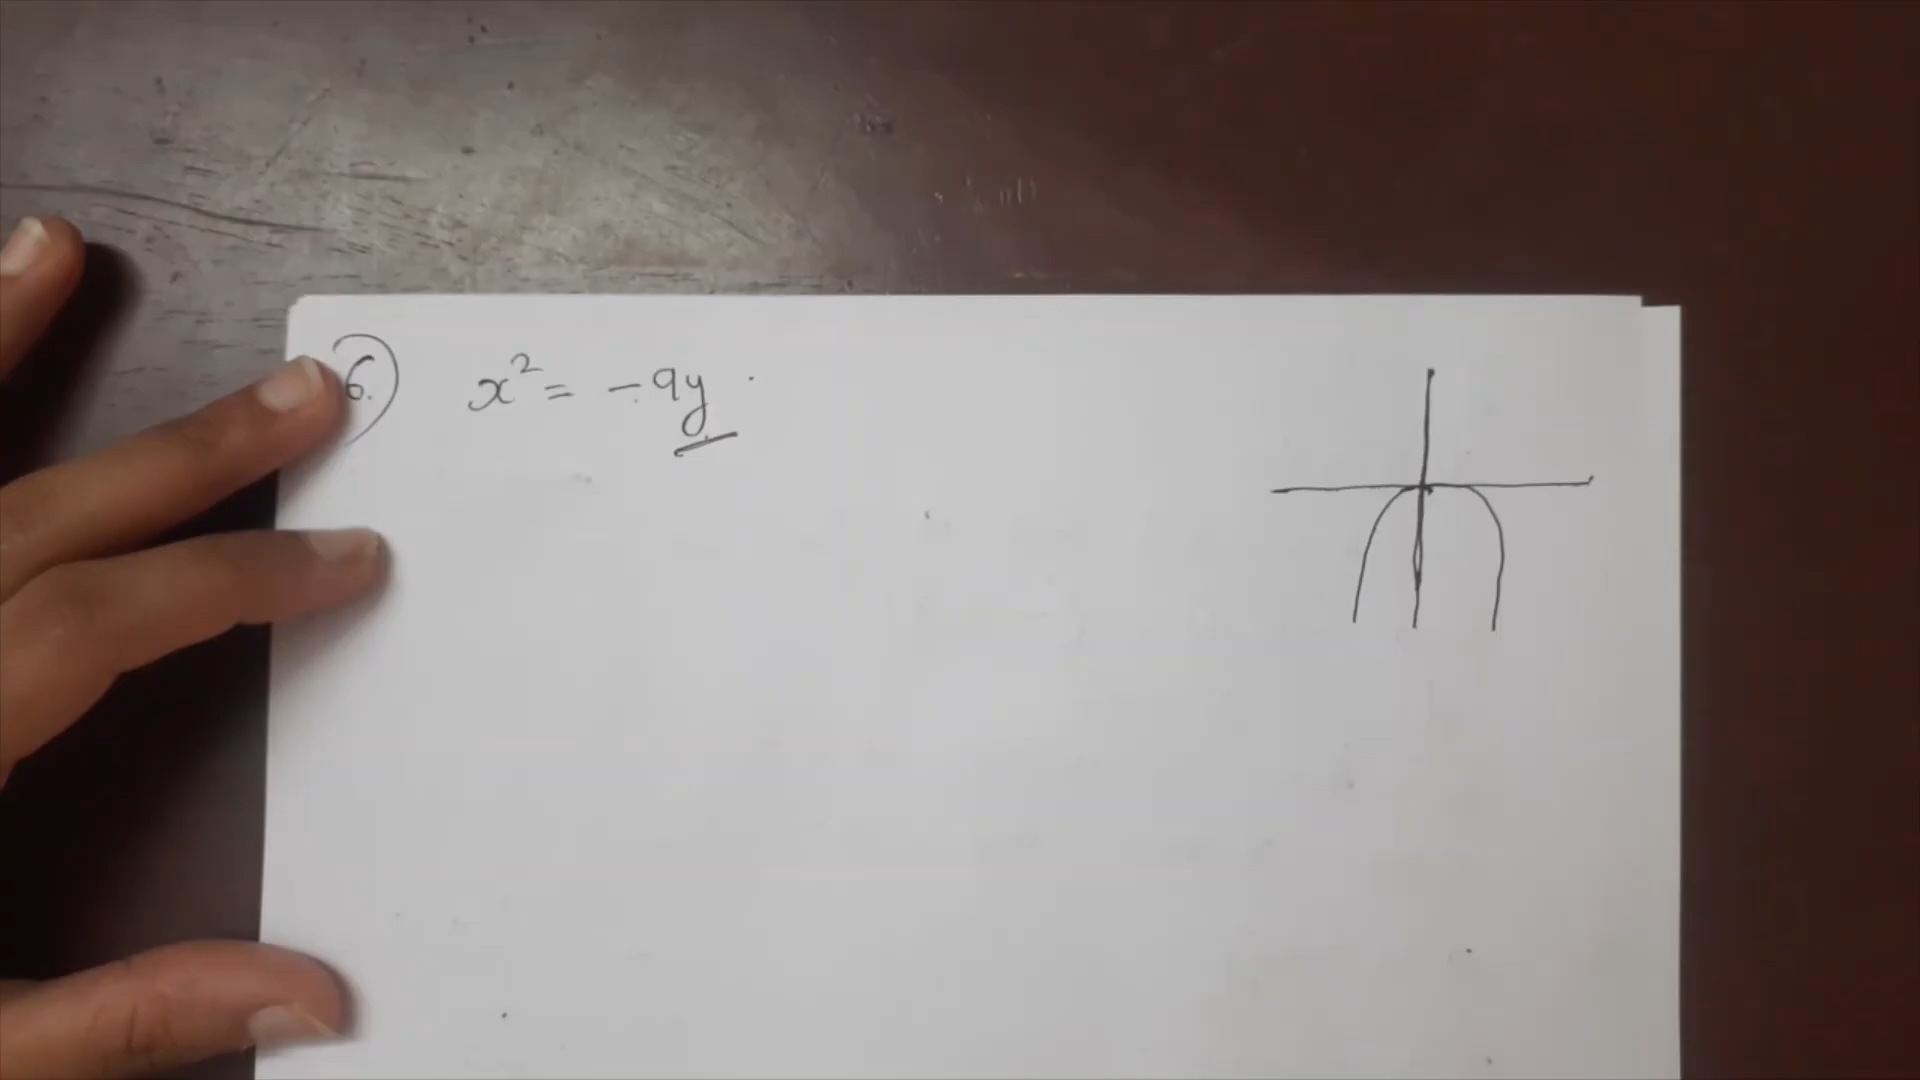 6. x² = -9y